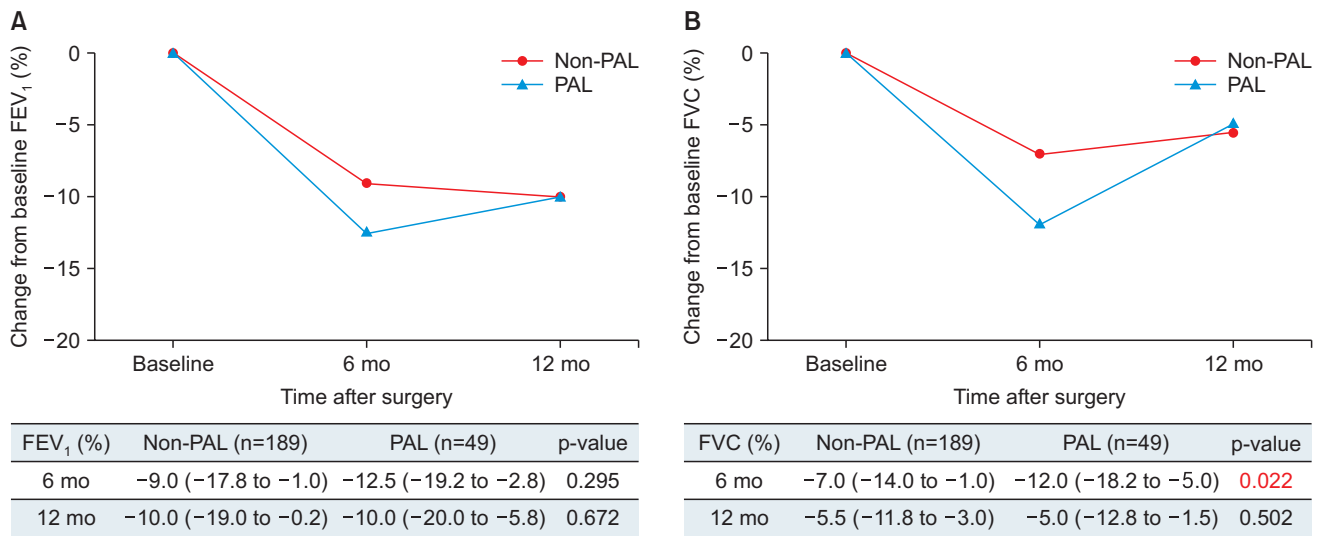 A
Change from baseline FEV₁ (%)
0
−5
−10
−15
−20
Non-PAL
PAL
Baseline 6 mo 12 mo
Time after surgery
FEV₁ (%) Non-PAL (n=189) PAL (n=49) p-value
6 mo −9.0 (−17.8 to −1.0) −12.5 (−19.2 to −2.8) 0.295
12 mo −10.0 (−19.0 to −0.2) −10.0 (−20.0 to −5.8) 0.672
B
Change from baseline FVC (%)
0
−5
−10
−15
−20
Non-PAL
PAL
Baseline 6 mo 12 mo
Time after surgery
FVC (%) Non-PAL (n=189) PAL (n=49) p-value
6 mo −7.0 (−14.0 to −1.0) −12.0 (−18.2 to −5.0) 0.022
12 mo −5.5 (−11.8 to −3.0) −5.0 (−12.8 to −1.5) 0.502